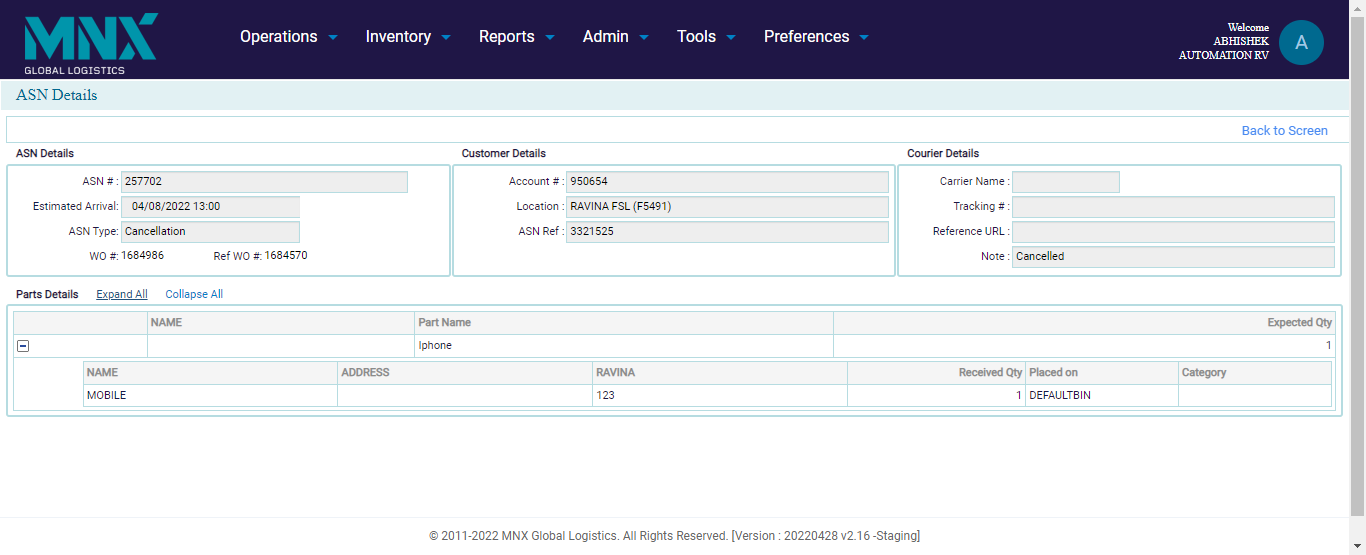 MNX
GLOBAL LOGISTICS
Operations Inventory Reports Admin Tools Preferences
Welcome
ABHISHEK
AUTOMATION RV
A
ASN Details
Back to Screen
ASN Details
ASN # : 257702
Estimated Arrival: 04/08/2022 13:00
ASN Type: Cancellation
WO #: 1684986 Ref WO #: 1684570
Customer Details
Account # : 950654
Location : RAVINA FSL (F5491)
ASN Ref : 3321525
Courier Details
Carrier Name :
Tracking # :
Reference URL :
Note : Cancelled
Parts Details Expand All Collapse All
NAME Part Name Expected Qty
Iphone 1
NAME ADDRESS RAVINA Received Qty Placed on Category
MOBILE 123 1 DEFAULTBIN
© 2011-2022 MNX Global Logistics. All Rights Reserved. [Version : 20220428 v2.16 -Staging]